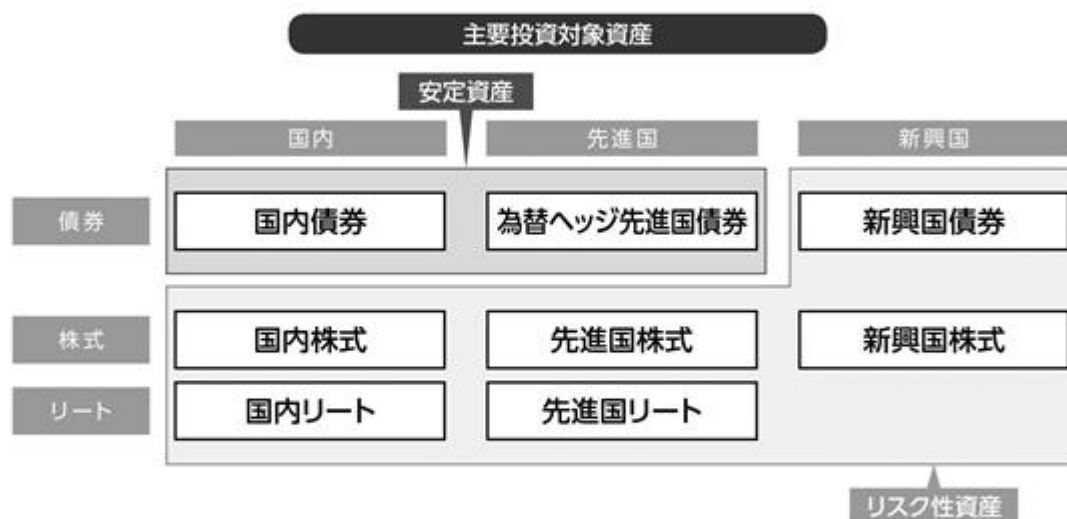 主要投資対象資産
安定資産
国内 先進国 新興国
債券 国内債券 為替ヘッジ先進国債券 新興国債券
株式 国内株式 先進国株式 新興国株式
リート 国内リート 先進国リート
リスク性資産